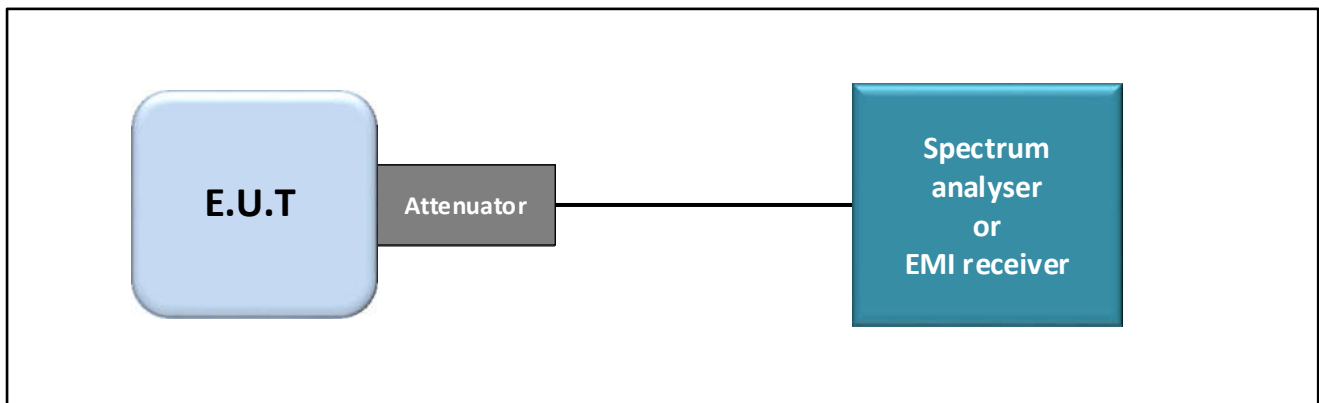 E.U.T
Attenuator
Spectrum
analyser
or
EMI receiver